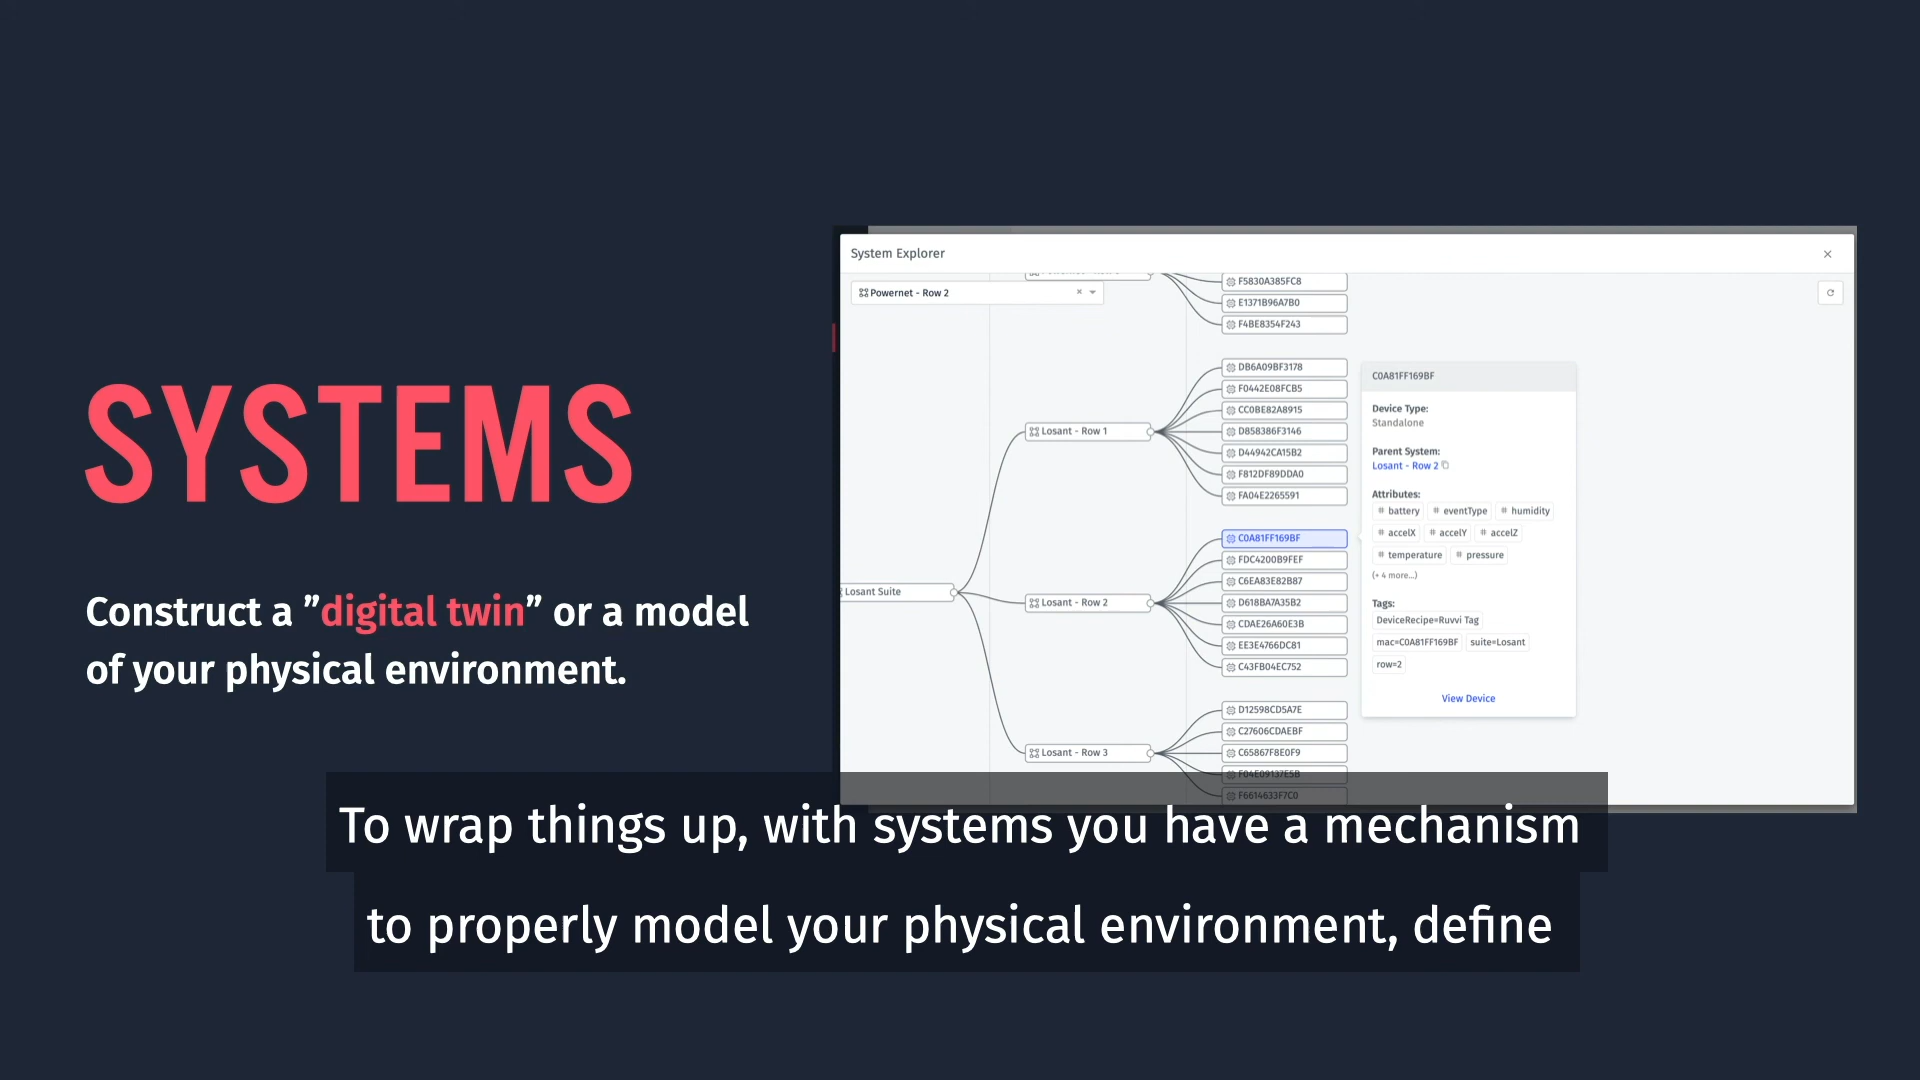 SYSTEMS
Construct a ”digital twin” or a model
of your physical environment.
System Explorer
Powernet - Row 2
F5830A385FC8
E1371B96A7B0
F4BE8354F243
Losant - Row 1
DB6A09BF3178
F0442E08FCB5
CC0BE82A8915
D858386F3146
D44942CA15B2
F812DF89DDA0
FA04E2265591
Losant Suite
Losant - Row 2
C0A81FF169BF
FDC4200B9FEF
C6EA83E82B87
D618BA7A35B2
CDAE26A60E3B
EE3E4766DC81
C43FB04EC752
Losant - Row 3
D12598CD5A7E
C27606CDAEBF
C65867F8E0F9
F04E09137E5B
F6614633F7C0
C0A81FF169BF
Device Type:
Standalone
Parent System:
Losant - Row 2
Attributes:
# battery # eventType # humidity
# accelX # accelY # accelZ
# temperature # pressure
(+ 4 more...)
Tags:
DeviceRecipe=Ruvvi Tag
mac=C0A81FF169BF suite=Losant
row=2
View Device
To wrap things up, with systems you have a mechanism
to properly model your physical environment, define